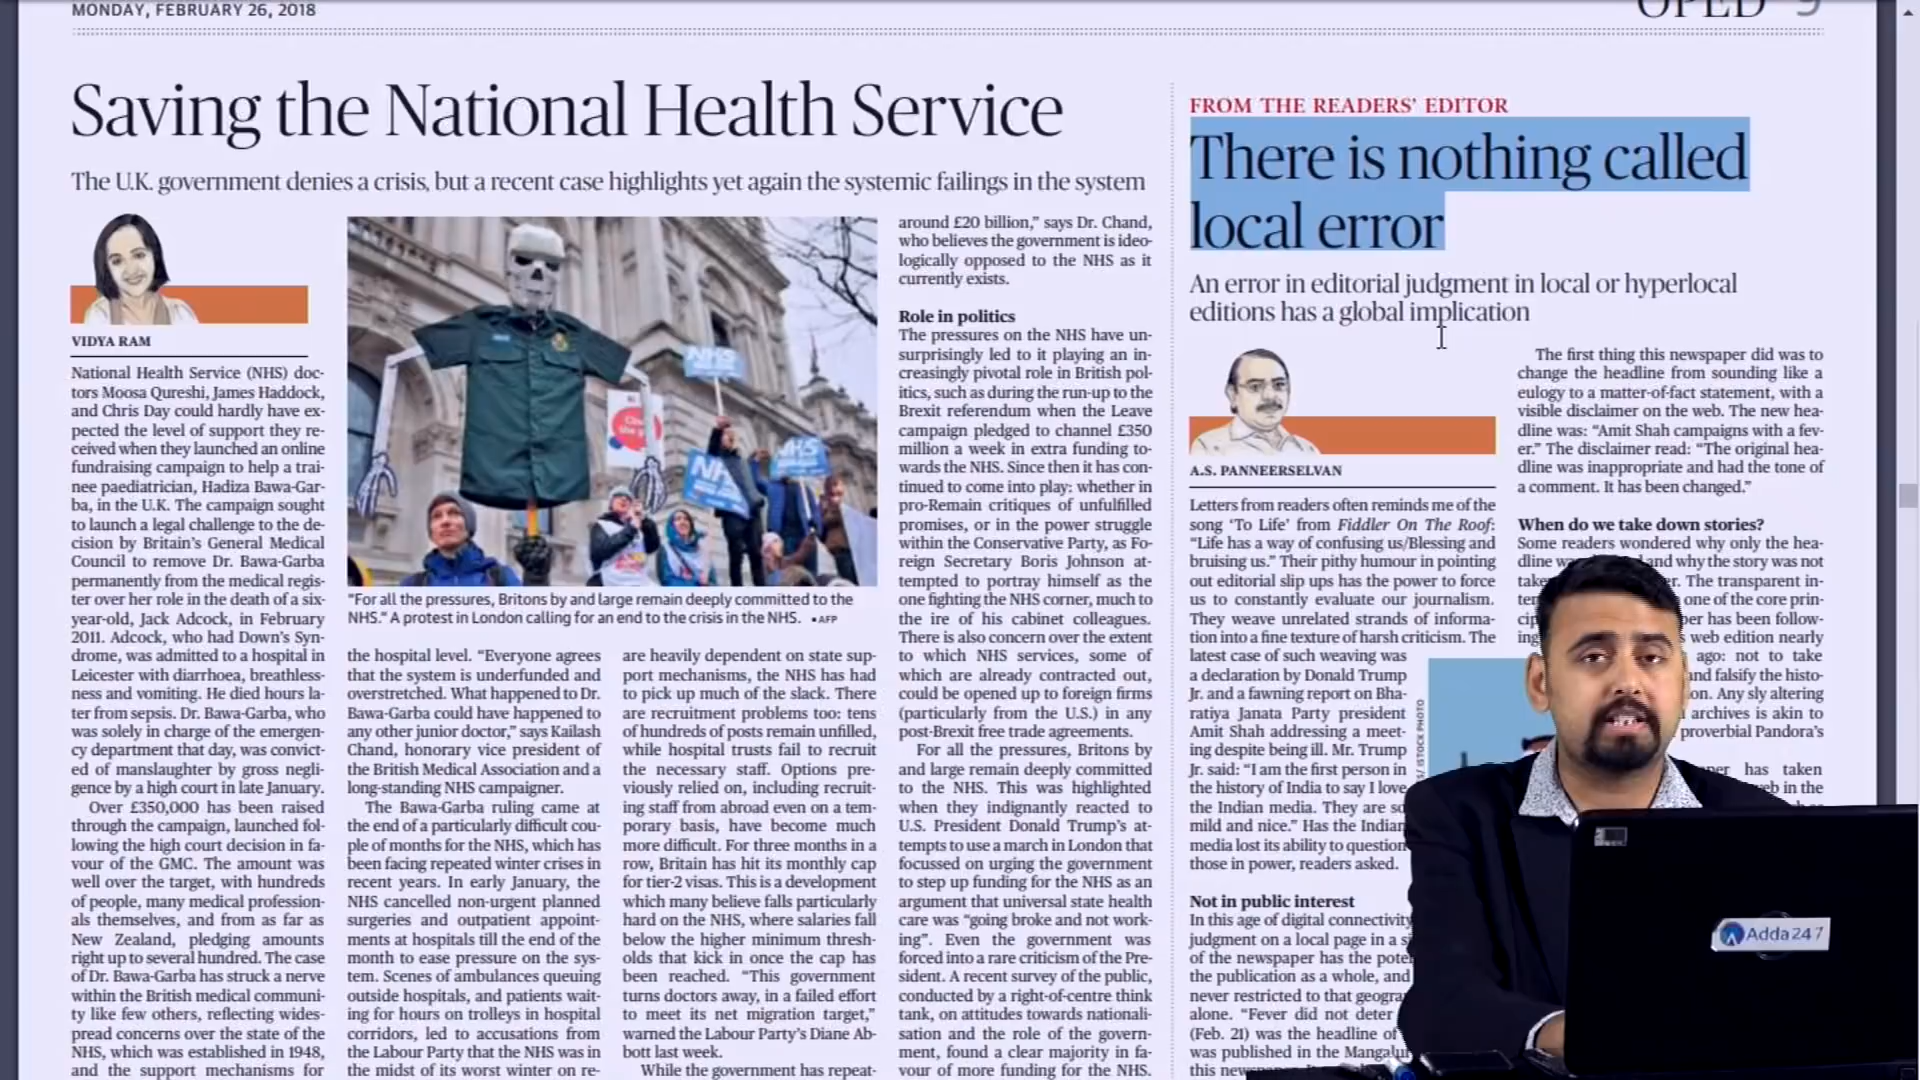 MONDAY, FEBRUARY 26, 2018
OPED 9
Saving the National Health Service
The U.K. government denies a crisis, but a recent case highlights yet again the systemic failings in the system
VIDYA RAM
National Health Service (NHS) doc-
tors Moosa Qureshi, James Haddock,
and Chris Day could hardly have ex-
pected the level of support they re-
ceived when they launched an online
fundraising campaign to help a trai-
nee paediatrician, Hadiza Bawa-Gar-
ba, in the U.K. The campaign sought
to launch a legal challenge to the de-
cision by Britain's General Medical
Council to remove Dr. Bawa-Garba
permanently from the medical regis-
ter over her role in the death of a six-
year-old, Jack Adcock, in February
2011. Adcock, who had Down's Syn-
drome, was admitted to a hospital in
Leicester with diarrhoea, breathless-
ness and vomiting. He died hours la-
ter from sepsis. Dr. Bawa-Garba, who
was solely in charge of the emergen-
cy department that day, was convict-
ed of manslaughter by gross negli-
gence by a high court in late January.
Over £350,000 has been raised
through the campaign, launched fol-
lowing the high court decision in fa-
vour of the GMC. The amount was
well over the target, with hundreds
of people, many medical profession-
als themselves, and from as far as
New Zealand, pledging amounts
right up to several hundred. The case
of Dr. Bawa-Garba has struck a nerve
within the British medical communi-
ty like few others, reflecting wides-
pread concerns over the state of the
NHS, which was established in 1948,
and the support mechanisms for
NHS
NHS
"For all the pressures, Britons by and large remain deeply committed to the
NHS." A protest in London calling for an end to the crisis in the NHS. ▪AFP
the hospital level. "Everyone agrees
that the system is underfunded and
overstretched. What happened to Dr.
Bawa-Garba could have happened to
any other junior doctor," says Kailash
Chand, honorary vice president of
the British Medical Association and a
long-standing NHS campaigner.
The Bawa-Garba ruling came at
the end of a particularly difficult cou-
ple of months for the NHS, which has
been facing repeated winter crises in
recent years. In early January, the
NHS cancelled non-urgent planned
surgeries and outpatient appoint-
ments at hospitals till the end of the
month to ease pressure on the sys-
tem. Scenes of ambulances queuing
outside hospitals, and patients wait-
ing for hours on trolleys in hospital
corridors, led to accusations from
the Labour Party that the NHS was in
the midst of its worst winter on re-
are heavily dependent on state sup-
port mechanisms, the NHS has had
to pick up much of the slack. There
are recruitment problems too: tens
of hundreds of posts remain unfilled,
while hospital trusts fail to recruit
the necessary staff. Options pre-
viously relied on, including recruit-
ing staff from abroad even on a tem-
porary basis, have become much
more difficult. For three months in a
row, Britain has hit its monthly cap
for tier-2 visas. This is a development
which many believe falls particularly
hard on the NHS, where salaries fall
below the higher minimum thresh-
olds that kick in once the cap has
been reached. "This government
turns doctors away, in a failed effort
to meet its net migration target,"
warned the Labour Party's Diane Ab-
bott last week.
While the government has repeat-
around £20 billion," says Dr. Chand,
who believes the government is ideo-
logically opposed to the NHS as it
currently exists.
Role in politics
The pressures on the NHS have un-
surprisingly led to it playing an in-
creasingly pivotal role in British pol-
itics, such as during the run-up to the
Brexit referendum when the Leave
campaign pledged to channel £350
million a week in extra funding to-
wards the NHS. Since then it has con-
tinued to come into play: whether in
pro-Remain critiques of unfulfilled
promises, or in the power struggle
within the Conservative Party, as Fo-
reign Secretary Boris Johnson at-
tempted to portray himself as the
one fighting the NHS corner, much to
the ire of his cabinet colleagues.
There is also concern over the extent
to which NHS services, some of
which are already contracted out,
could be opened up to foreign firms
(particularly from the U.S.) in any
post-Brexit free trade agreements.
For all the pressures, Britons by
and large remain deeply committed
to the NHS. This was highlighted
when they indignantly reacted to
U.S. President Donald Trump's at-
tempts to use a march in London that
focussed on urging the government
to step up funding for the NHS as an
argument that universal state health
care was "going broke and not work-
ing". Even the government was
forced into a rare criticism of the Pre-
sident. A recent survey of the public,
conducted by a right-of-centre think
tank, on attitudes towards nationali-
sation and the role of the govern-
ment, found a clear majority in fa-
vour of more funding for the NHS.
FROM THE READERS' EDITOR
There is nothing called
local error
An error in editorial judgment in local or hyperlocal
editions has a global implication
A.S. PANNEERSELVAN
Letters from readers often reminds me of the
song 'To Life' from Fiddler On The Roof:
"Life has a way of confusing us/Blessing and
bruising us." Their pithy humour in pointing
out editorial slip ups has the power to force
us to constantly evaluate our journalism.
They weave unrelated strands of informa-
tion into a fine texture of harsh criticism. The
latest case of such weaving was
a declaration by Donald Trump
Jr. and a fawning report on Bha-
ratiya Janata Party president
Amit Shah addressing a meet-
ing despite being ill. Mr. Trump
Jr. said: "I am the first person in
the history of India to say I love
the Indian media. They are so
mild and nice." Has the Indian
media lost its ability to question
those in power, readers asked.
Not in public interest
In this age of digital connectivity
judgment on a local page in a
of the newspaper has the
the publication as a whole, and
never restricted to that
alone. "Fever did not deter
(Feb. 21) was the headline of
was published in the
this
ISTOCK PHOTO
The first thing this newspaper did was to
change the headline from sounding like a
eulogy to a matter-of-fact statement, with a
visible disclaimer on the web. The new hea-
dline was: "Amit Shah campaigns with a fev-
er." The disclaimer read: "The original hea-
dline was inappropriate and had the tone of
a comment. It has been changed."
When do we take down stories?
Some readers wondered why only the hea-
dline and why the story was not
The transparent in-
one of the core prin-
has been follow-
web edition nearly
ago: not to take
and falsify the histo-
Any sly altering
archives is akin to
proverbial Pandora's
has taken
in the
Adda247